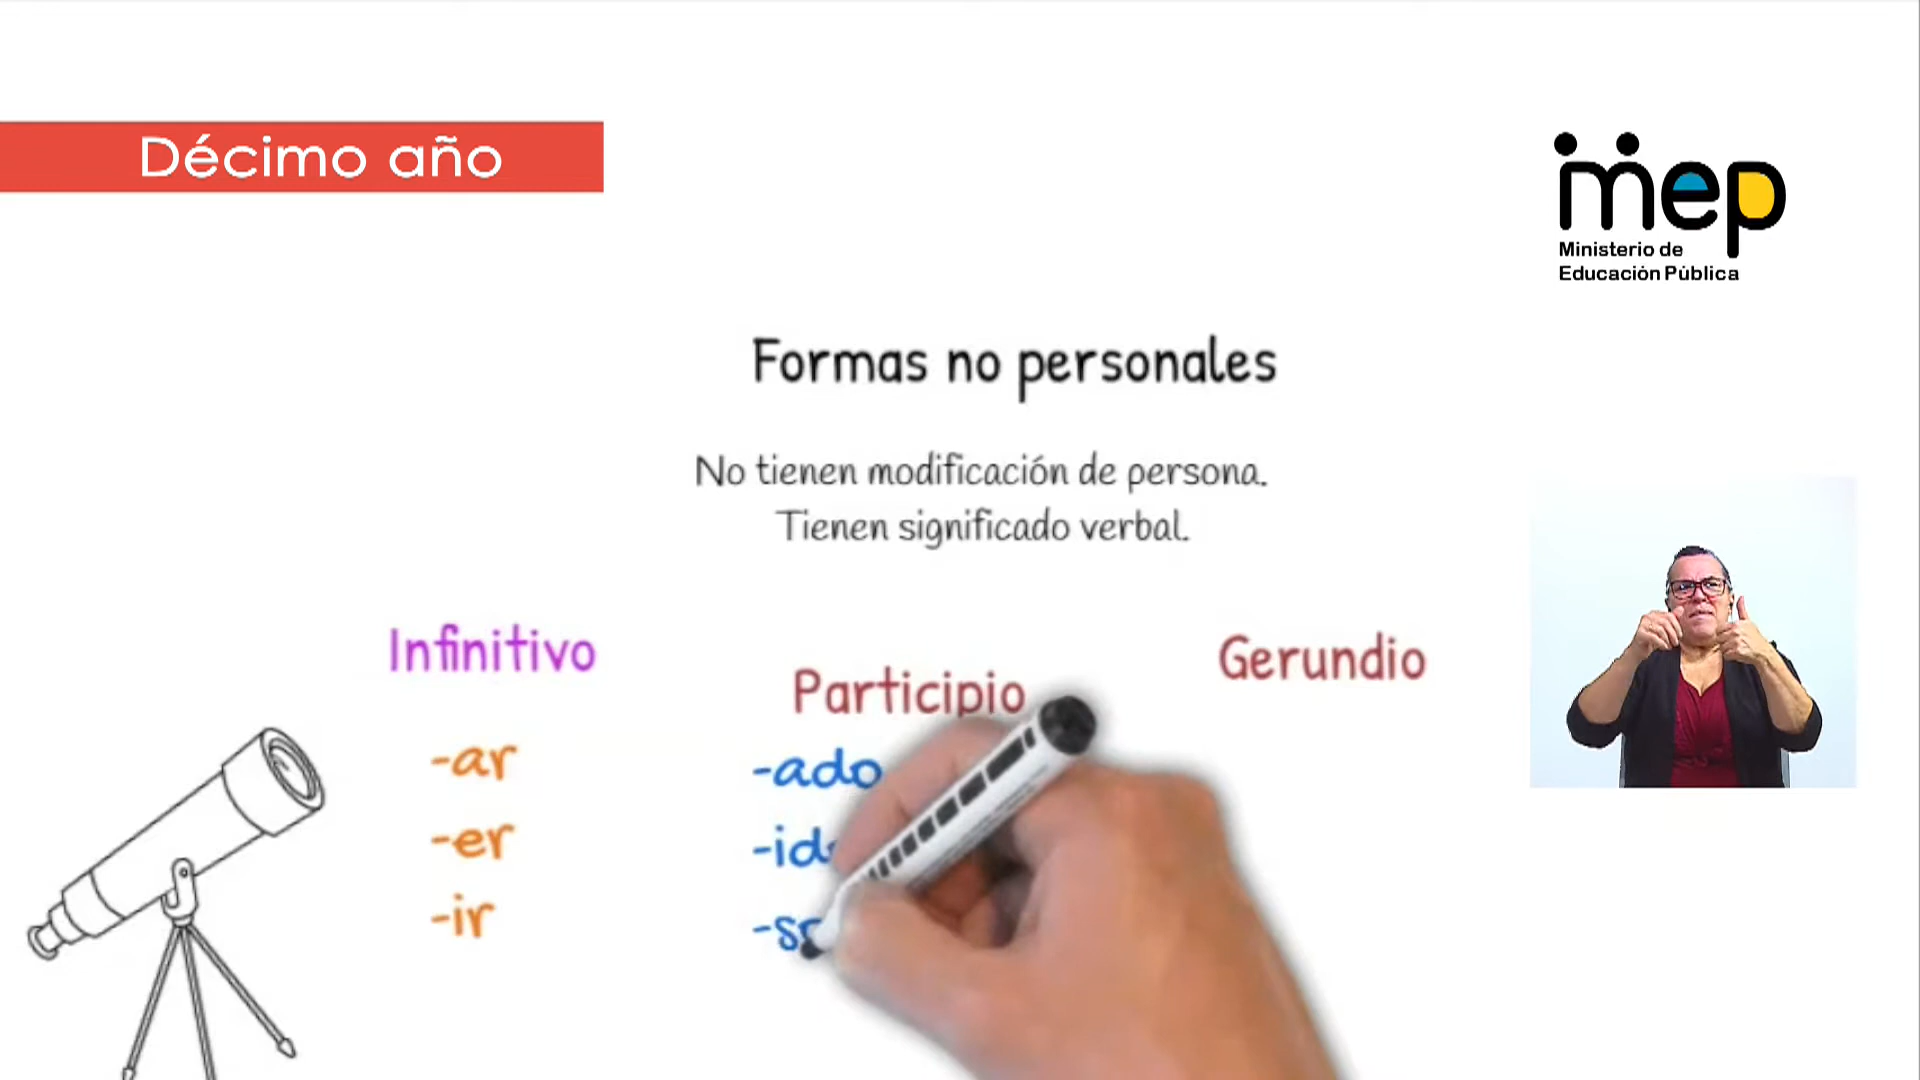 Décimo año
mep
Ministerio de
Educación Pública
Formas no personales
No tienen modificación de persona.
Tienen significado verbal.
Infinitivo
-ar
-er
-ir
Participio
-ado
Gerundio